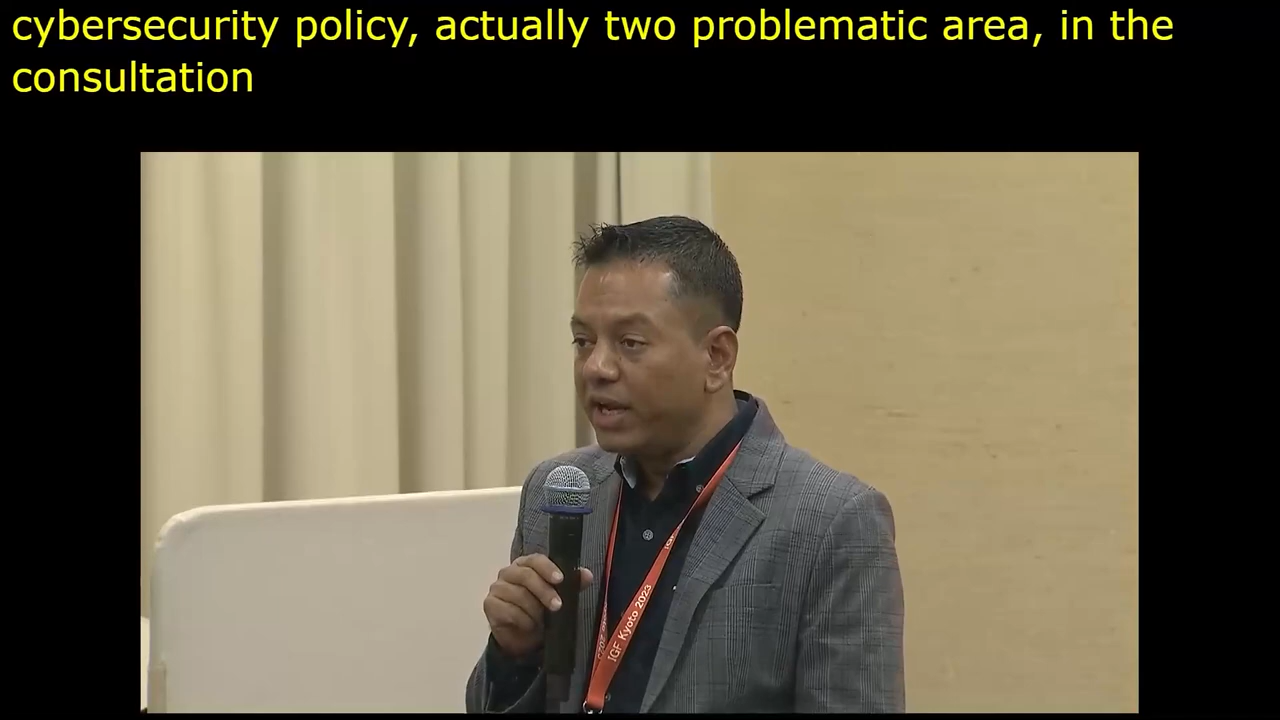 cybersecurity policy, actually two problematic area, in the
consultation
IGF Kyoto 2023